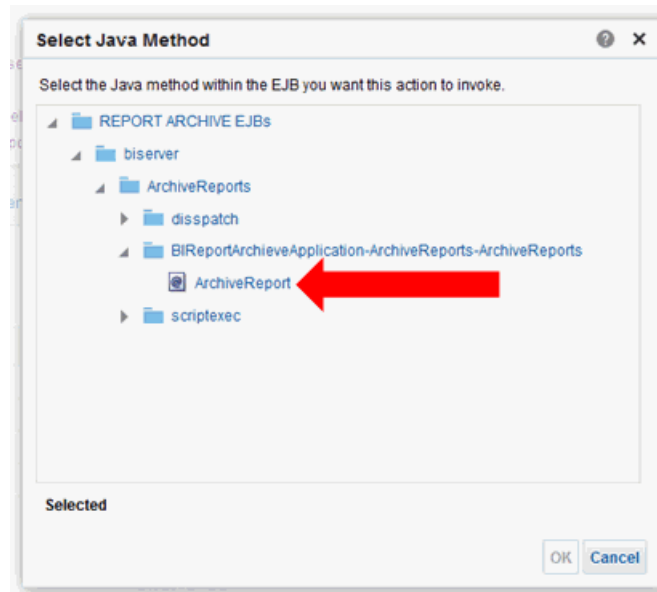 Select Java Method
Select the Java method within the EJB you want this action to invoke.
REPORT ARCHIVE EJBs
biserver
ArchiveReports
disspatch
BIReportArchieveApplication-ArchiveReports-ArchiveReports
ArchiveReport
scriptexec
Selected
OK Cancel